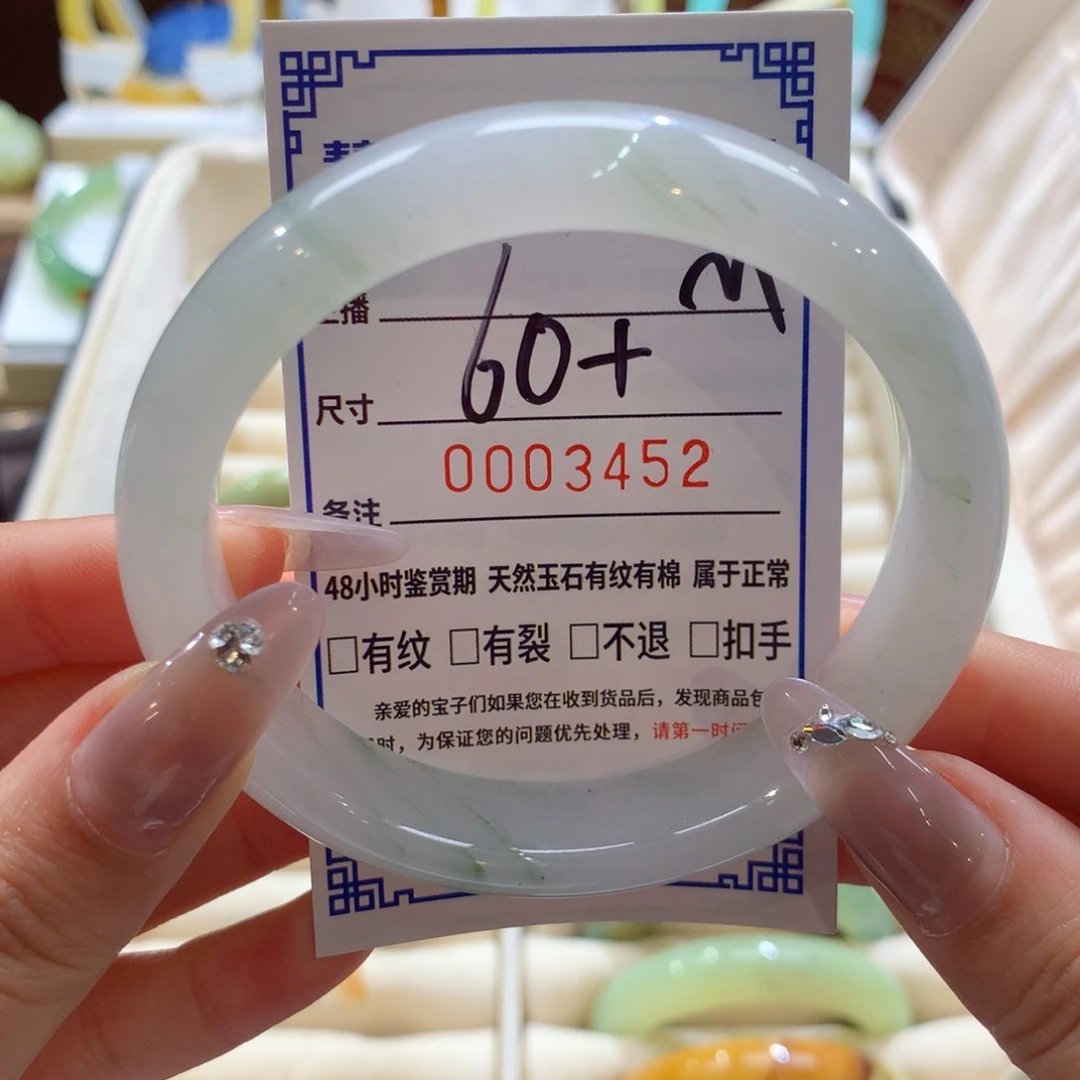 播 M
尺寸 60+
0003452
备注
48小时鉴赏期 天然玉石有纹有棉 属于正常
□有纹 □有裂 □不退 □扣手
亲爱的宝子们如果您在收到货品后，发现商品包
时，为保证您的问题优先处理，请第一时间